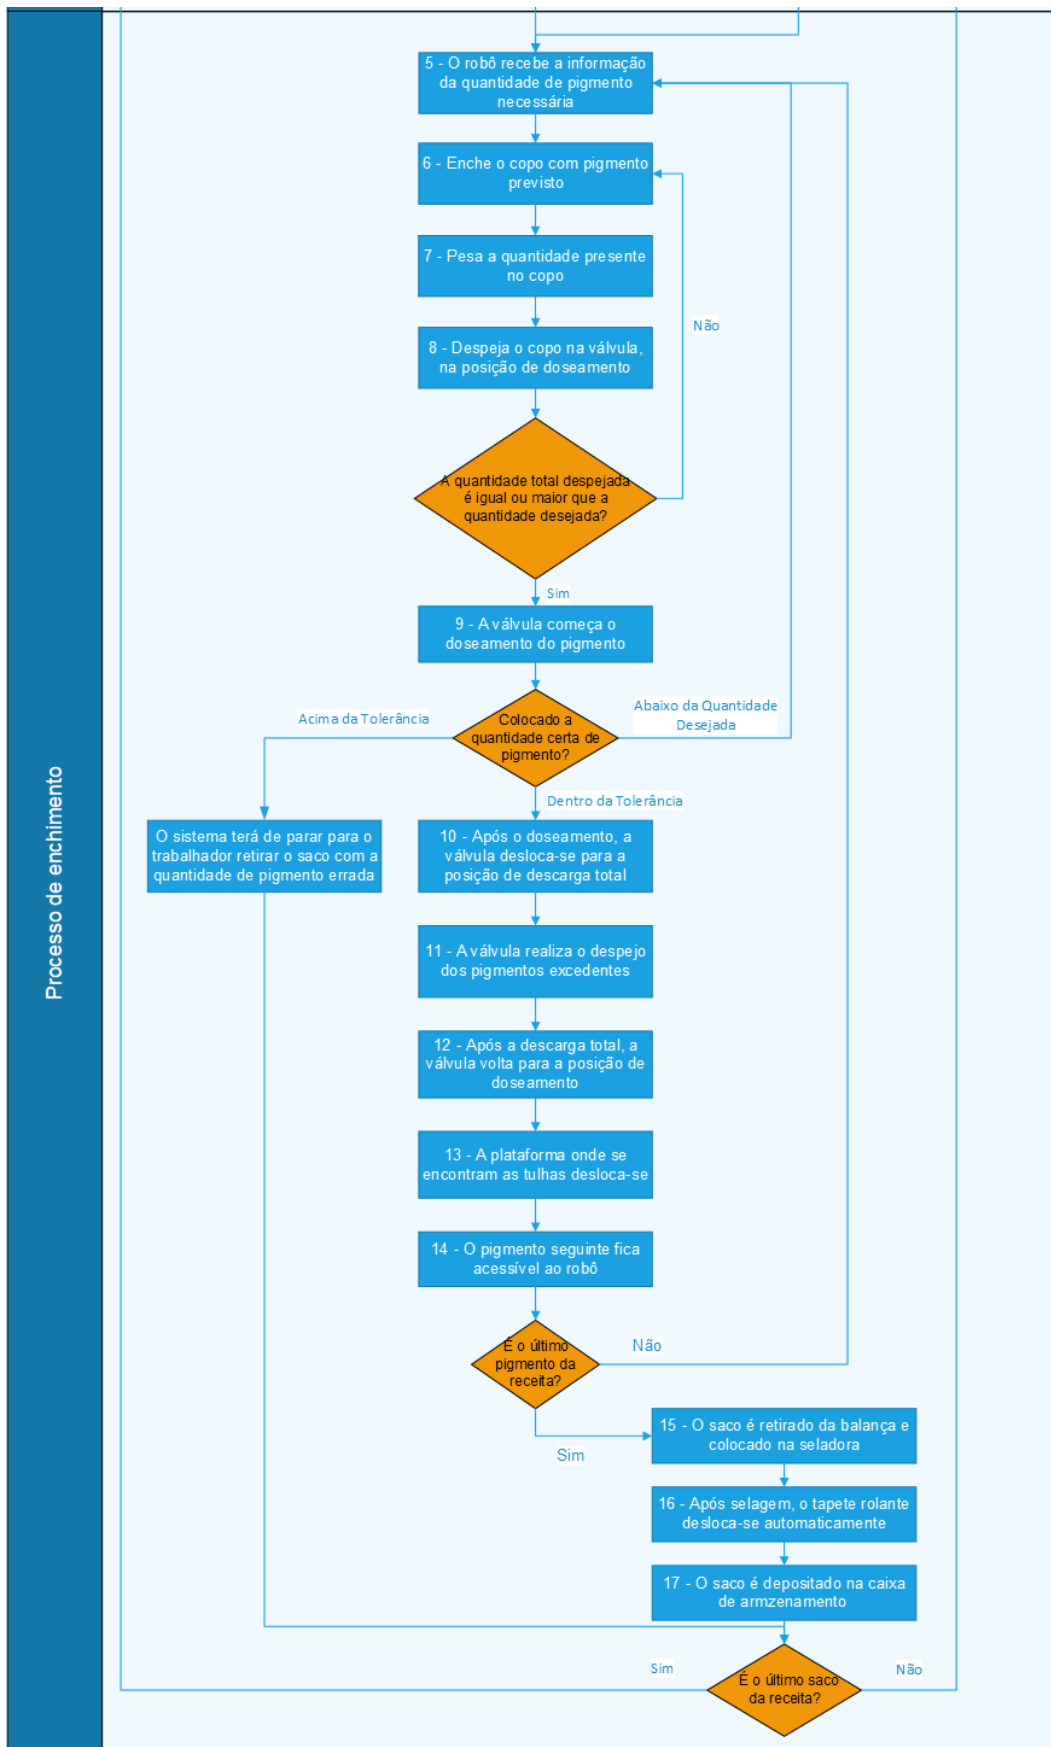 Processo de enchimento
5 - O robô recebe a informação
da quantidade de pigmento
necessária
6 - Enche o copo com pigmento
previsto
7 - Pesa a quantidade presente
no copo
Não
8 - Despeja o copo na válvula,
na posição de doseamento
A quantidade total despejada
é igual ou maior que a
quantidade desejada?
Sim
9 - A válvula começa o
doseamento do pigmento
Acima da Tolerância
Colocado a
quantidade certa de
pigmento?
Abaixo da Quantidade
Desejada
Dentro da Tolerância
O sistema terá de parar para o
trabalhador retirar o saco com a
quantidade de pigmento errada
10 - Após o doseamento, a
válvula desloca-se para a
posição de descarga total
11 - A válvula realiza o despejo
dos pigmentos excedentes
12 - Após a descarga total, a
válvula volta para a posição de
doseamento
13 - A plataforma onde se
encontram as tulhas desloca-se
14 - O pigmento seguinte fica
acessível ao robô
É o último
pigmento da
receita?
Não
Sim
15 - O saco é retirado da balança e
colocado na seladora
16 - Após selagem, o tapete rolante
desloca-se automaticamente
17 - O saco é depositado na caixa
de armzenamento
Sim
É o último saco
da receita?
Não